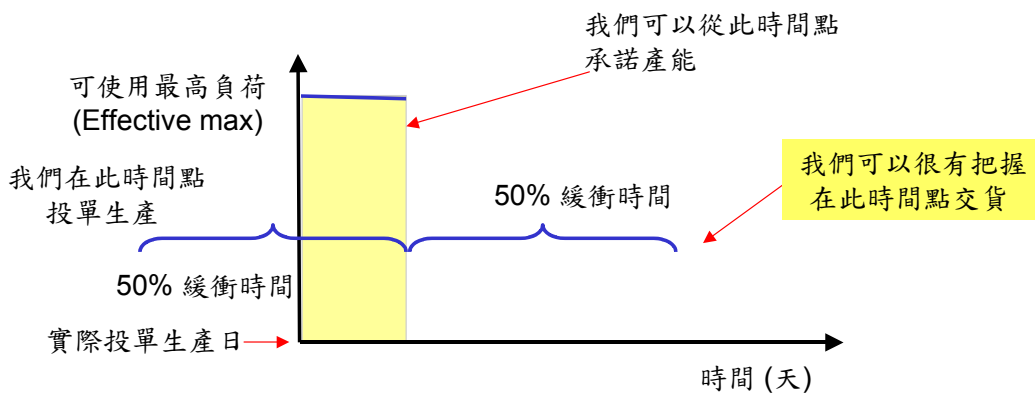 我們可以從此時間點
承諾產能
可使用最高負荷
(Effective max)
我們在此時間點
投單生產
50% 緩衝時間
我們可以很有把握
在此時間點交貨
50% 緩衝時間
實際投單生產日
時間 (天)